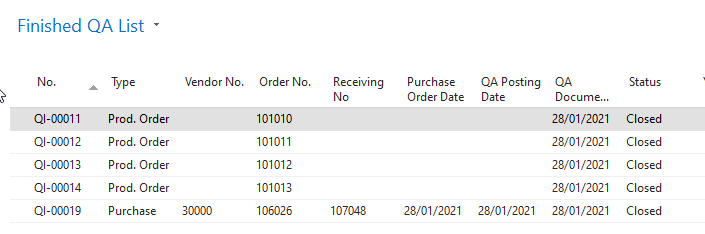 Finished QA List
No. Type Vendor No. Order No. Receiving No Purchase Order Date QA Posting Date QA Docume... Status
QI-00011 Prod. Order 101010 28/01/2021 Closed
QI-00012 Prod. Order 101011 28/01/2021 Closed
QI-00013 Prod. Order 101012 28/01/2021 Closed
QI-00014 Prod. Order 101013 28/01/2021 Closed
QI-00019 Purchase 30000 106026 107048 28/01/2021 28/01/2021 28/01/2021 Closed